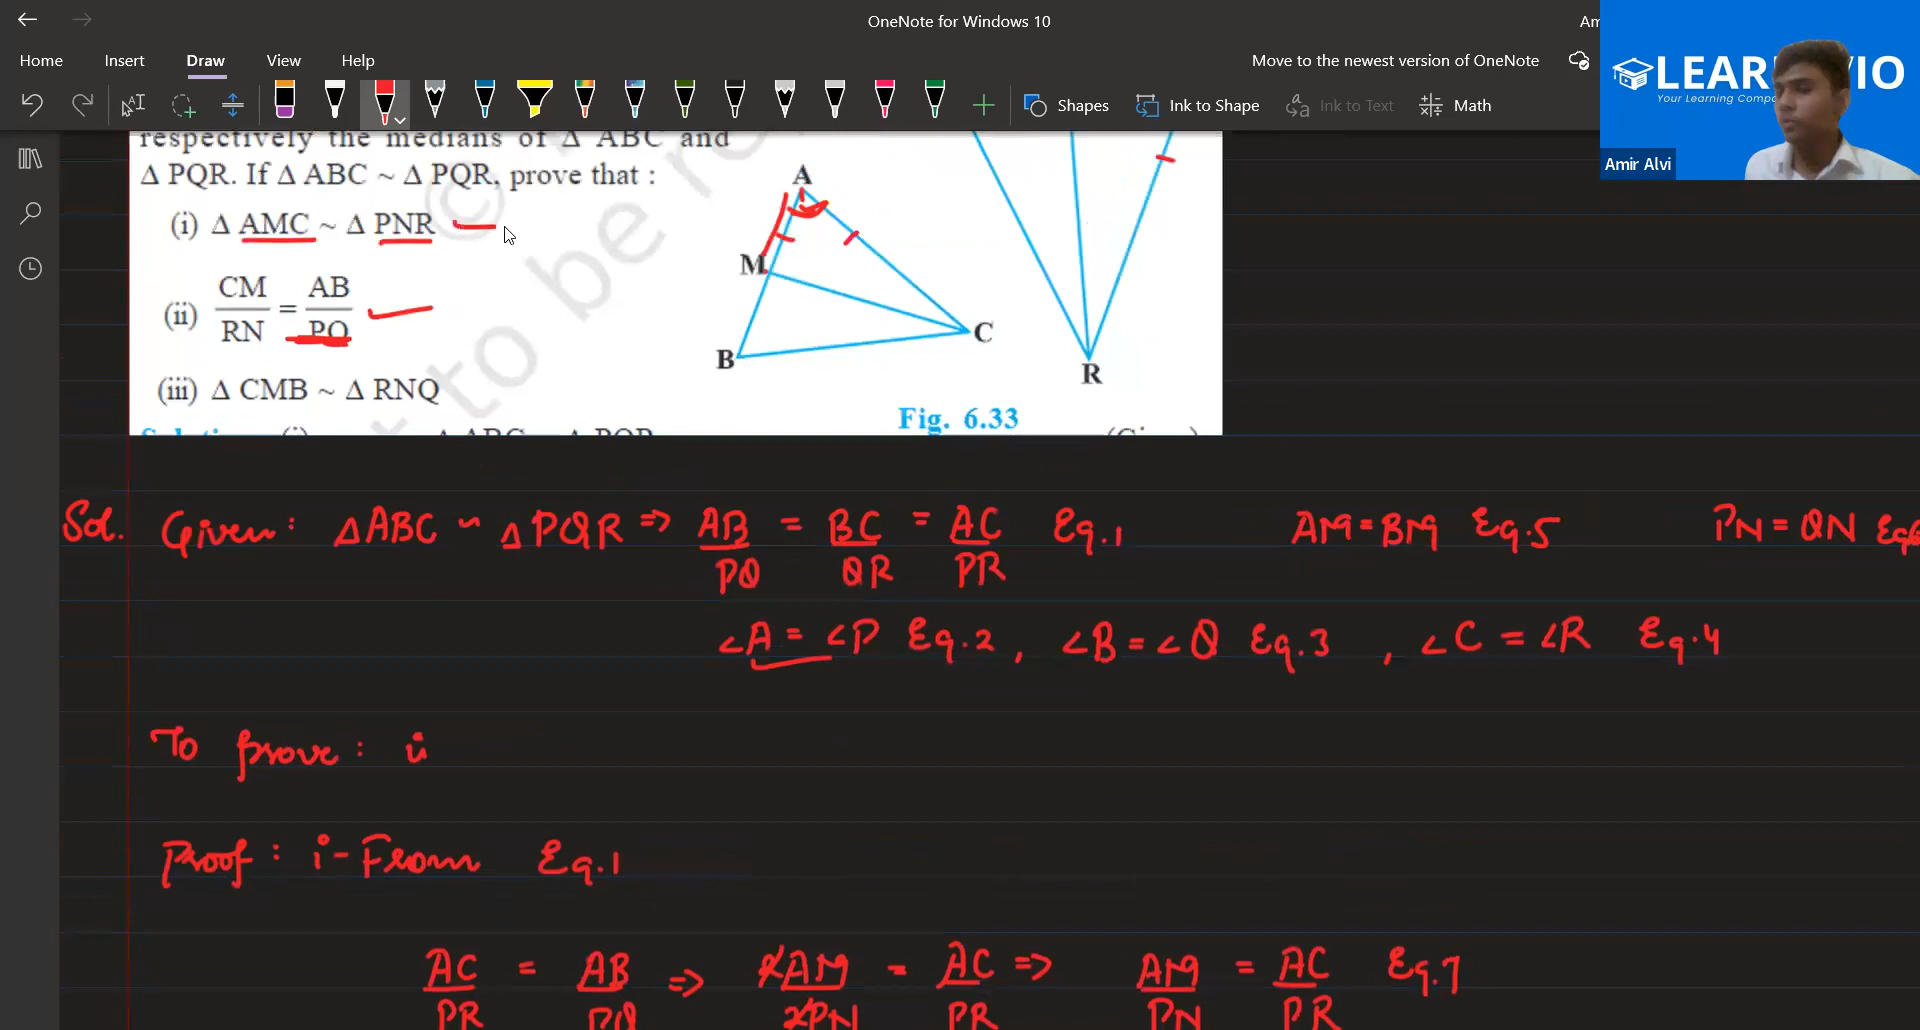 OneNote for Windows 10
Am
Home Insert Draw View Help
Move to the newest version of OneNote
Shapes Ink to Shape Ink to Text Math
LEAR VIO
Your Learning Compa
Amir Alvi
respectively the medians of Δ ABC and
Δ PQR. If Δ ABC ~ Δ PQR, prove that :
(i) Δ AMC ~ Δ PNR
(ii) CM/RN = AB/PQ
(iii) Δ CMB ~ Δ RNQ
A
M
B
C
R
Fig. 6.33
Sol. Given: ΔABC ~ ΔPQR => AB/PQ = BC/QR = AC/PR Eq.1 AM=BM Eq.5 PN=QN Eq6
∠A = ∠P Eq.2, ∠B = ∠Q Eq.3, ∠C = ∠R Eq.4
To prove: i
Proof: i- From Eq.1
AC/PR = AB/PQ => 2AM/2PN = AC/PR => AM/PN = AC/PR Eq.7